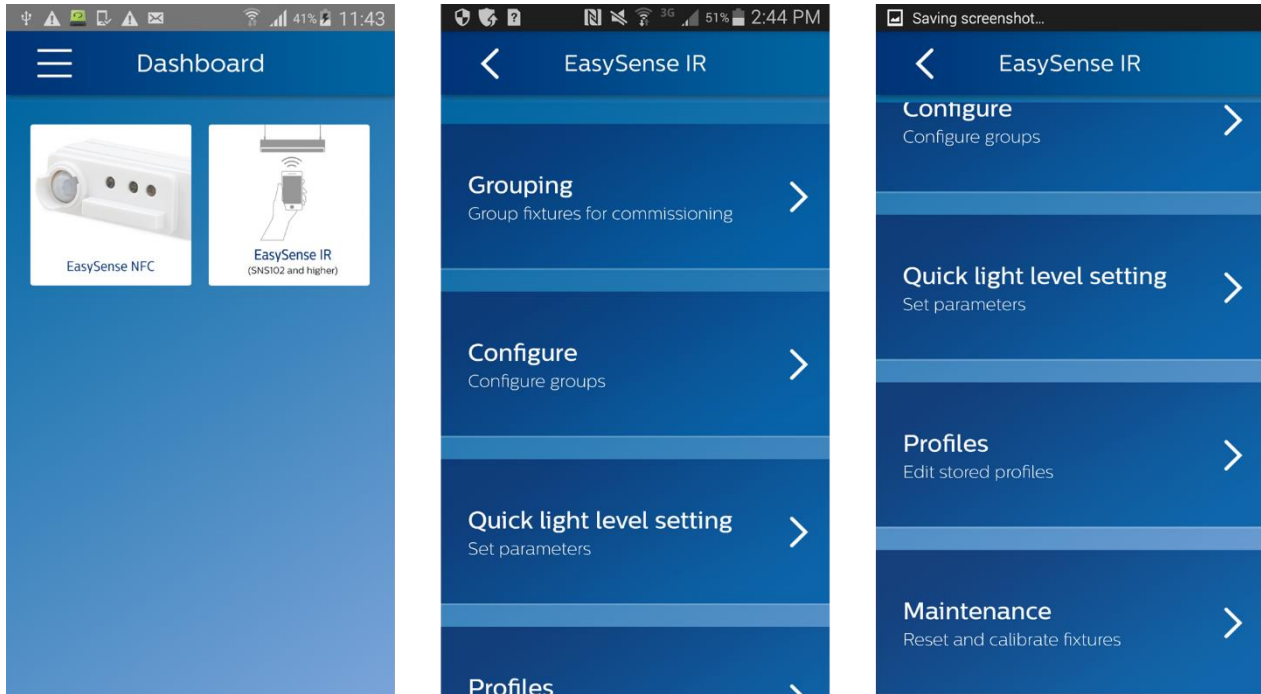 41% 11:43
Dashboard
EasySense NFC
EasySense IR
(SNS102 and higher)
3G 51% 2:44 PM
EasySense IR
Grouping
Group fixtures for commissioning
Configure
Configure groups
Quick light level setting
Set parameters
Profiles
Saving screenshot...
EasySense IR
Configure
Configure groups
Quick light level setting
Set parameters
Profiles
Edit stored profiles
Maintenance
Reset and calibrate fixtures